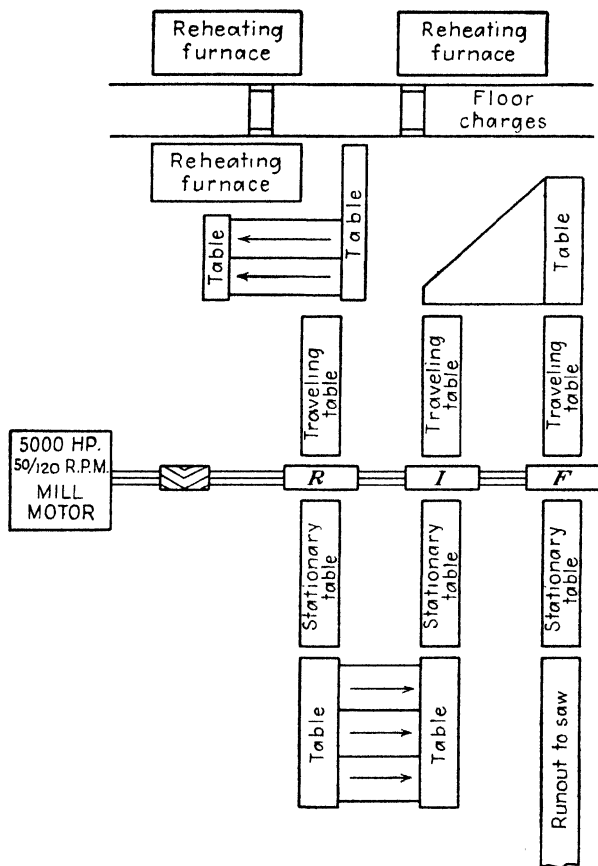 Reheating
furnace
Reheating
furnace
Floor
charges
Reheating
furnace
Table
Table
Table
Traveling
table
Traveling
table
Traveling
table
5000 HP.
50/120 R.P.M.
MILL
MOTOR
R
I
F
Stationary
table
Stationary
table
Stationary
table
Table
Table
Runout to saw